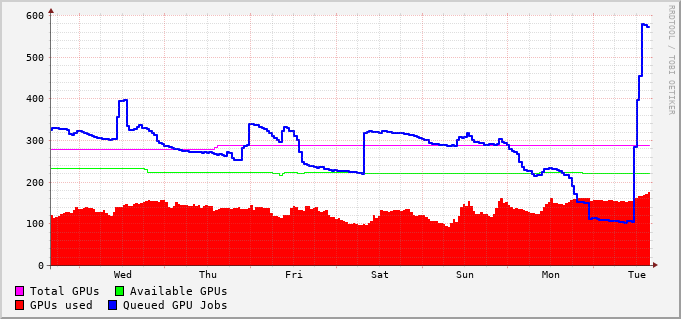 600
500
400
300
200
100
0
Wed Thu Fri Sat Sun Mon Tue
Total GPUs Available GPUs
GPUs used Queued GPU Jobs
RRDTOOL / TOBI OETIKER